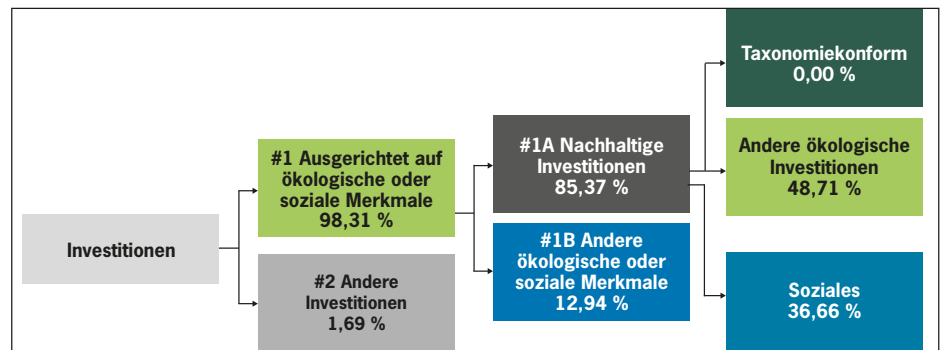 Investitionen
#1 Ausgerichtet auf
ökologische oder
soziale Merkmale
98,31 %
#2 Andere
Investitionen
1,69 %
#1A Nachhaltige
Investitionen
85,37 %
#1B Andere
ökologische oder
soziale Merkmale
12,94 %
Taxonomiekonform
0,00 %
Andere ökologische
Investitionen
48,71 %
Soziales
36,66 %